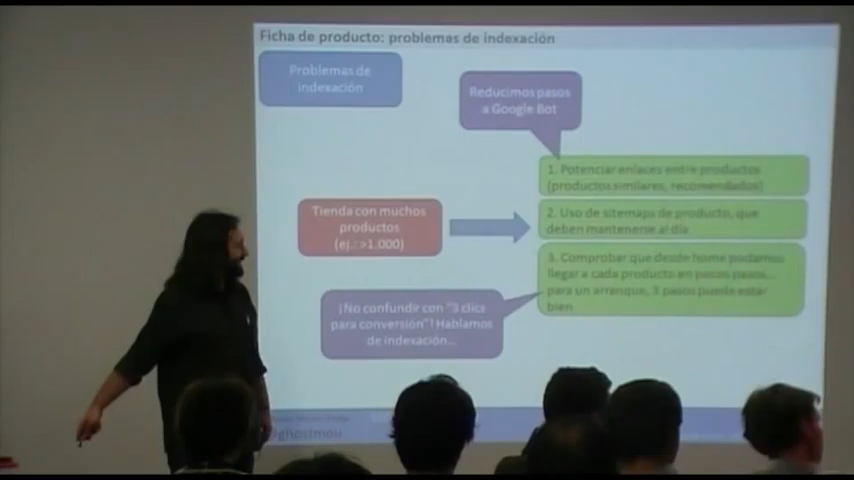 Ficha de producto: problemas de indexación
Problemas de
indexación
Reducimos pasos
a Google Bot
1. Potenciar enlaces entre productos
(productos similares, recomendados)
Tienda con muchos
productos
(ej.: >1.000)
2. Uso de sitemaps de producto, que
deben mantenerse al día
3. Comprobar que desde home podamos
llegar a cada producto en pocos pasos...
para un arranque, 3 pasos puede estar
bien
¡No confundir con "3 clics
para conversión"! Hablamos
de indexación...
@ghostmou